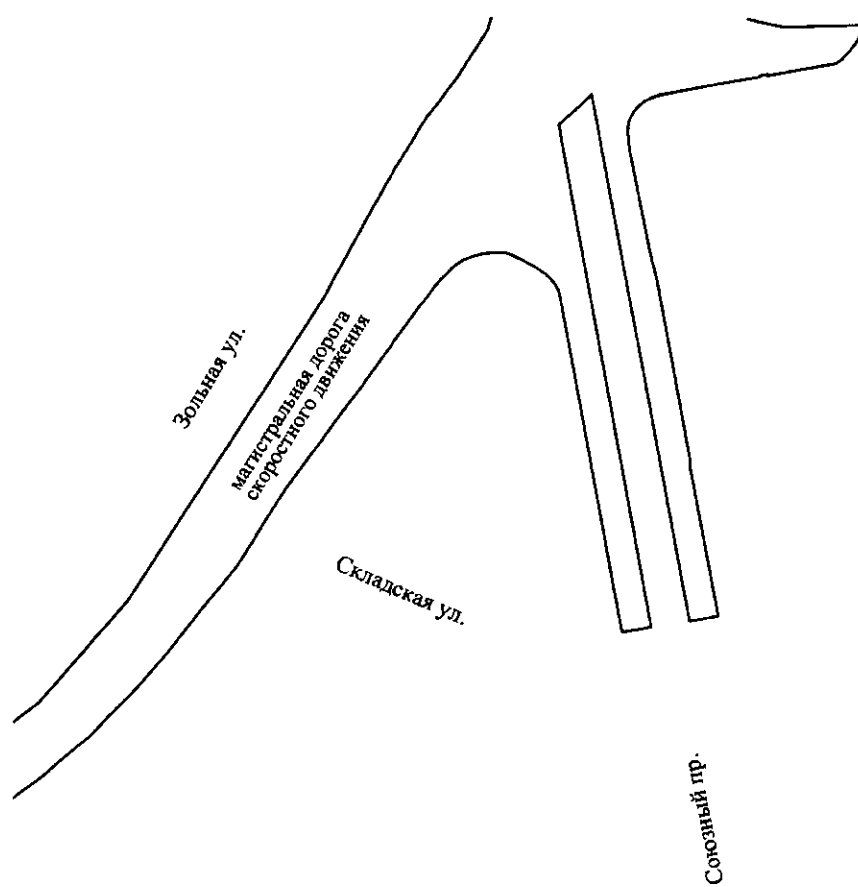 Зольная ул.
магистральная дорога
скоростного движения
Складская ул.
Союзный пр.